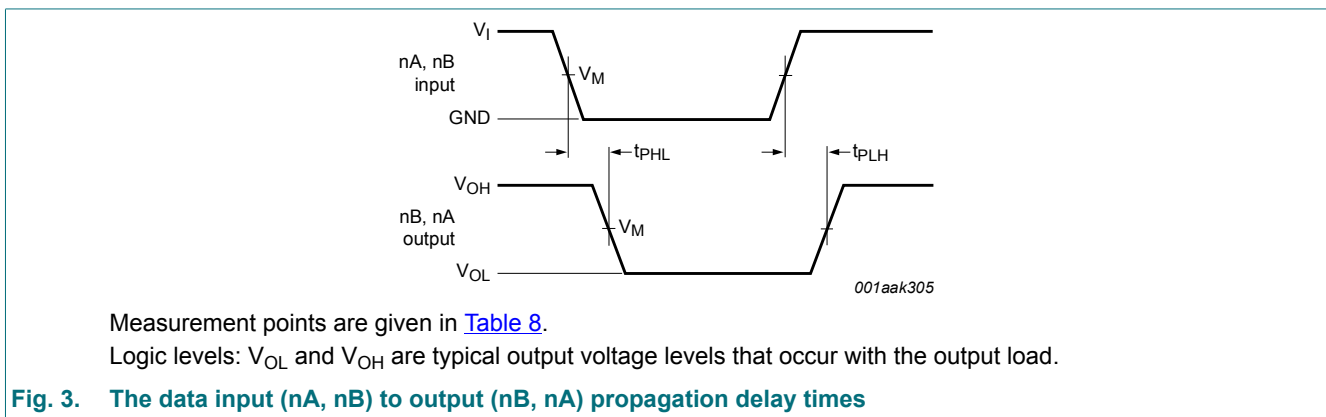 V_I
nA, nB
input
V_M
GND
t_PHL
t_PLH
V_OH
nB, nA
output
V_M
V_OL
001aak305
Measurement points are given in Table 8.
Logic levels: V_OL and V_OH are typical output voltage levels that occur with the output load.
Fig. 3. The data input (nA, nB) to output (nB, nA) propagation delay times